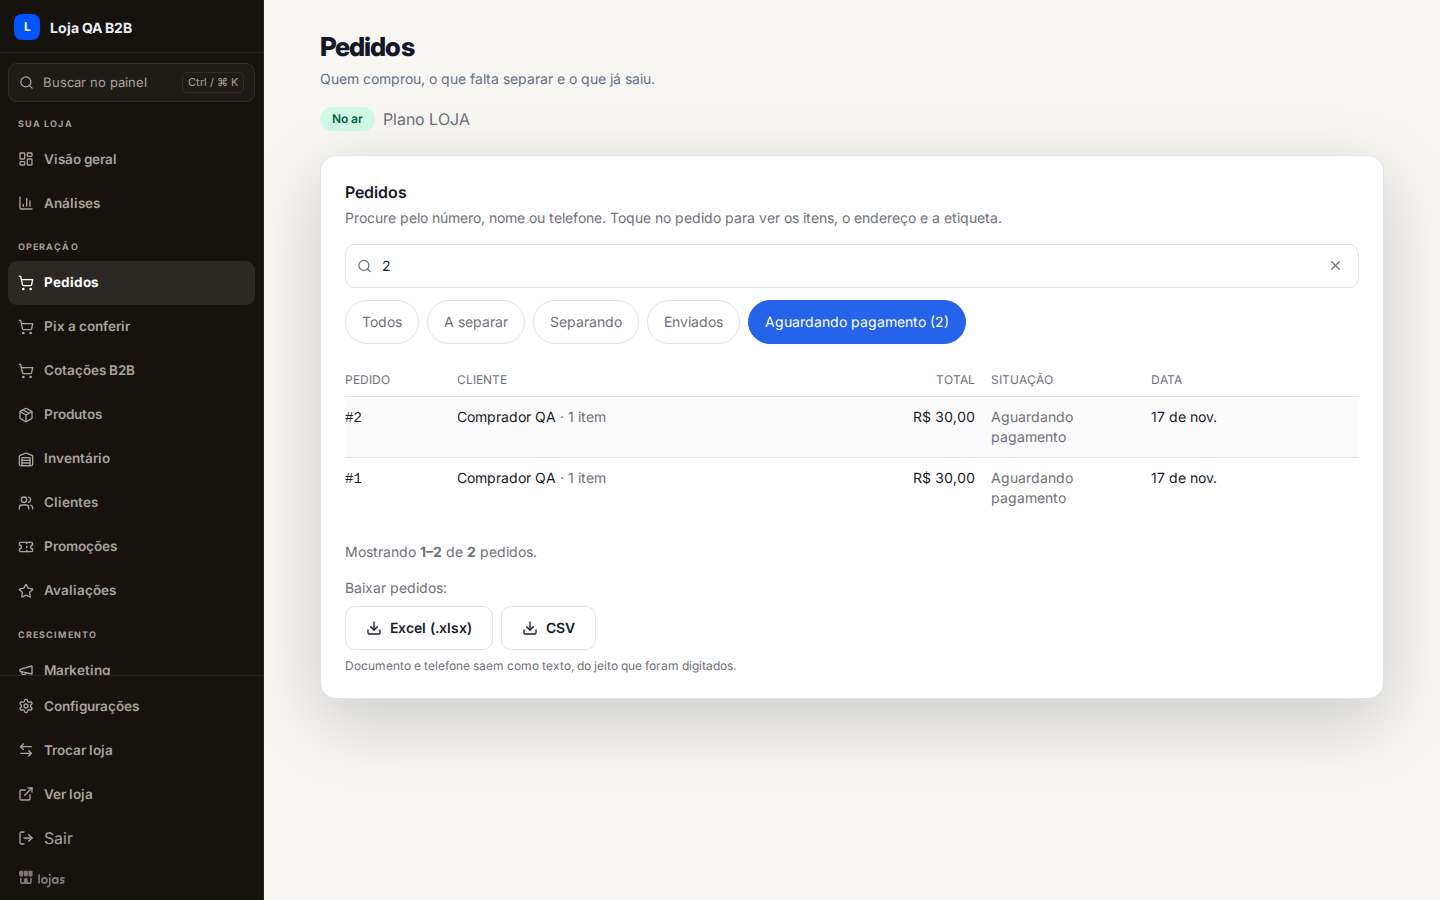 L Loja QA B2B
Buscar no painel Ctrl / ⌘ K
SUA LOJA
Visão geral
Análises
OPERAÇÃO
Pedidos
Pix a conferir
Cotações B2B
Produtos
Inventário
Clientes
Promoções
Avaliações
CRESCIMENTO
Marketing
Configurações
Trocar loja
Ver loja
Sair
lojas
Pedidos
Quem comprou, o que falta separar e o que já saiu.
No ar Plano LOJA
Pedidos
Procure pelo número, nome ou telefone. Toque no pedido para ver os itens, o endereço e a etiqueta.
2
Todos A separar Separando Enviados Aguardando pagamento (2)
PEDIDO CLIENTE TOTAL SITUAÇÃO DATA
#2 Comprador QA · 1 item R$ 30,00 Aguardando pagamento 17 de nov.
#1 Comprador QA · 1 item R$ 30,00 Aguardando pagamento 17 de nov.
Mostrando 1–2 de 2 pedidos.
Baixar pedidos:
Excel (.xlsx) CSV
Documento e telefone saem como texto, do jeito que foram digitados.